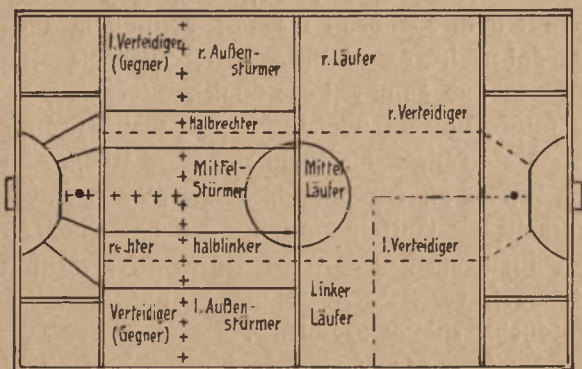 l. Verteidiger
(Gegner)
r. Außen-
stürmer
r. Läufer
r. Verteidiger
Halbrechter
Mittel-
Stürmer
Mittel-
Läufer
rechter
halblinker
l. Verteidiger
Verteidiger
(Gegner)
l. Außen-
stürmer
Linker
Läufer